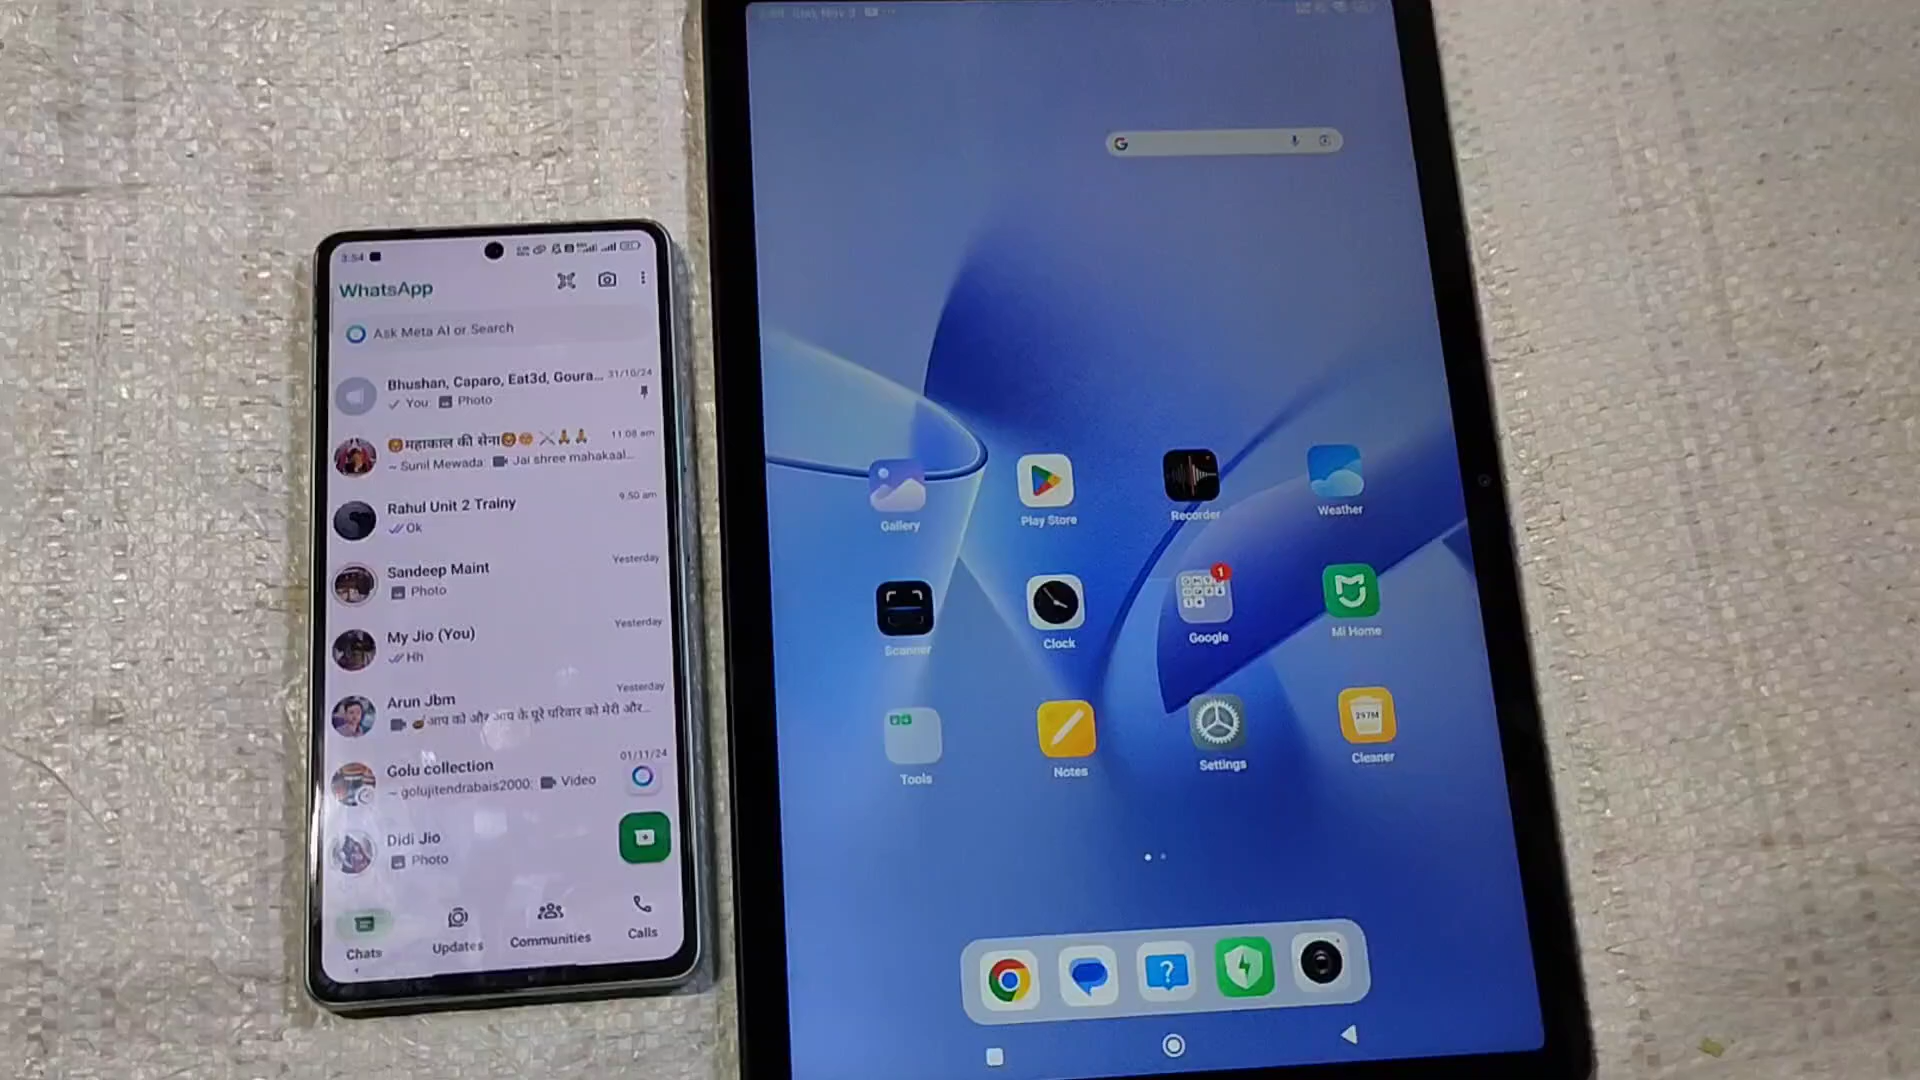 3:54
WhatsApp
Ask Meta AI or Search
Bhushan, Caparo, Eat3d, Goura... 31/10/24
You: Photo
महाकाल की सेना 11:08 am
~ Sunil Mewada: Jai shree mahakaal...
Rahul Unit 2 Trainy 9:50 am
Ok
Sandeep Maint Yesterday
Photo
My Jio (You) Yesterday
Hh
Arun Jbm Yesterday
आप को और आप के पूरे परिवार को मेरी और...
Golu collection 01/11/24
~ golujitendrabais2000: Video
Didi Jio
Photo
Chats Updates Communities Calls
G
Gallery Play Store Recorder Weather
1
Scanner Clock Google Mi Home
297M
Tools Notes Settings Cleaner
?